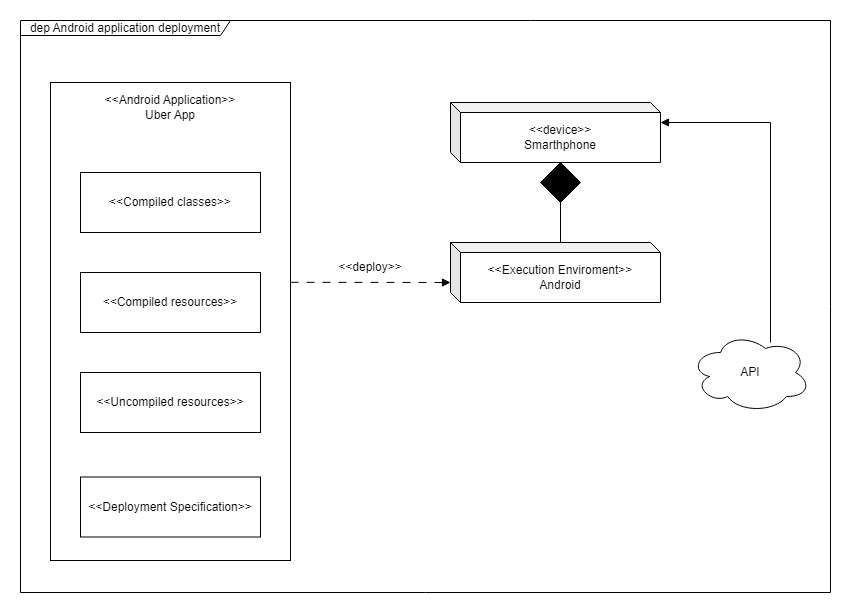 dep Android application deployment
<<Android Application>>
Uber App
<<Compiled classes>>
<<Compiled resources>>
<<Uncompiled resources>>
<<Deployment Specification>>
<<deploy>>
<<device>>
Smarthphone
<<Execution Enviroment>>
Android
API